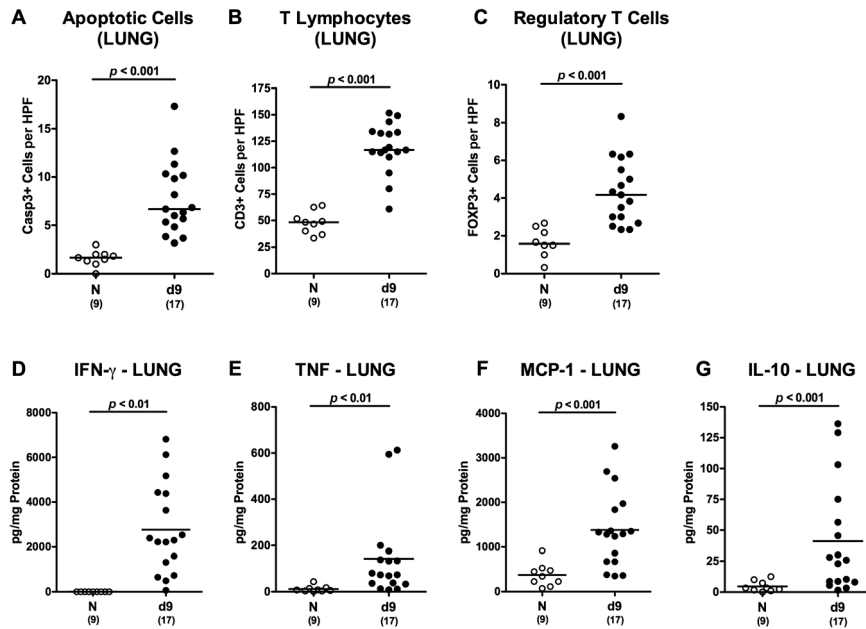 A
Apoptotic Cells
(LUNG)
p < 0.001
Casp3+ Cells per HPF
20
15
10
5
0
N
d9
(9)
(17)
B
T Lymphocytes
(LUNG)
p < 0.001
CD3+ Cells per HPF
175
150
125
100
75
50
25
0
N
d9
(9)
(17)
C
Regulatory T Cells
(LUNG)
p < 0.001
FOXP3+ Cells per HPF
10
8
6
4
2
0
N
d9
(9)
(17)
D
IFN-γ - LUNG
p < 0.01
pg/mg Protein
8000
6000
4000
2000
0
N
d9
(9)
(17)
E
TNF - LUNG
p < 0.01
pg/mg Protein
800
600
400
200
0
N
d9
(9)
(17)
F
MCP-1 - LUNG
p < 0.001
pg/mg Protein
4000
3000
2000
1000
0
N
d9
(9)
(17)
G
IL-10 - LUNG
p < 0.001
pg/mg Protein
150
125
100
75
50
25
0
N
d9
(9)
(17)